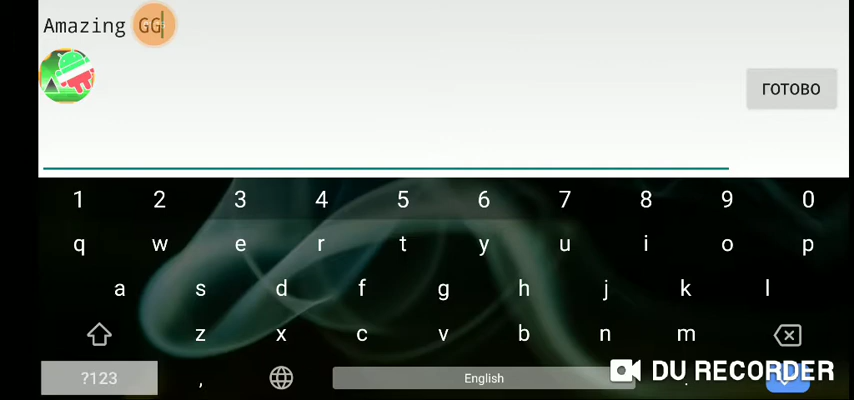 Amazing GG
ГОТОВО
1 2 3 4 5 6 7 8 9 0
q w e r t y u i o p
a s d f g h j k l
z x c v b n m
?123 , English .
DU RECORDER